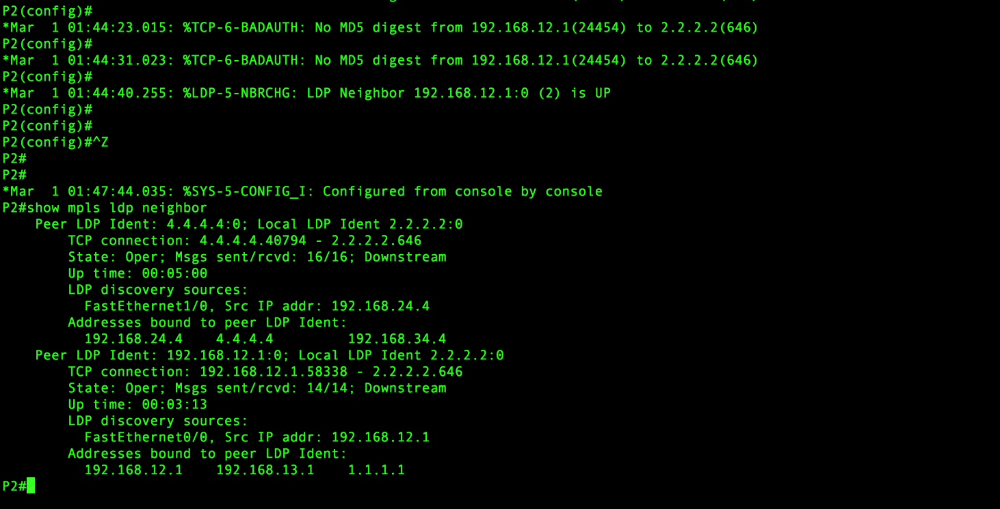 P2(config)#
*Mar  1 01:44:23.015: %TCP-6-BADAUTH: No MD5 digest from 192.168.12.1(24454) to 2.2.2.2(646)
P2(config)#
*Mar  1 01:44:31.023: %TCP-6-BADAUTH: No MD5 digest from 192.168.12.1(24454) to 2.2.2.2(646)
P2(config)#
*Mar  1 01:44:40.255: %LDP-5-NBRCHG: LDP Neighbor 192.168.12.1:0 (2) is UP
P2(config)#
P2(config)#
P2(config)#^Z
P2#
P2#
*Mar  1 01:47:44.035: %SYS-5-CONFIG_I: Configured from console by console
P2#show mpls ldp neighbor
    Peer LDP Ident: 4.4.4.4:0; Local LDP Ident 2.2.2.2:0
        TCP connection: 4.4.4.4.40794 - 2.2.2.2.646
        State: Oper; Msgs sent/rcvd: 16/16; Downstream
        Up time: 00:05:00
        LDP discovery sources:
          FastEthernet1/0, Src IP addr: 192.168.24.4
        Addresses bound to peer LDP Ident:
          192.168.24.4    4.4.4.4         192.168.34.4
    Peer LDP Ident: 192.168.12.1:0; Local LDP Ident 2.2.2.2:0
        TCP connection: 192.168.12.1.58338 - 2.2.2.2.646
        State: Oper; Msgs sent/rcvd: 14/14; Downstream
        Up time: 00:03:13
        LDP discovery sources:
          FastEthernet0/0, Src IP addr: 192.168.12.1
        Addresses bound to peer LDP Ident:
          192.168.12.1    192.168.13.1    1.1.1.1
P2#